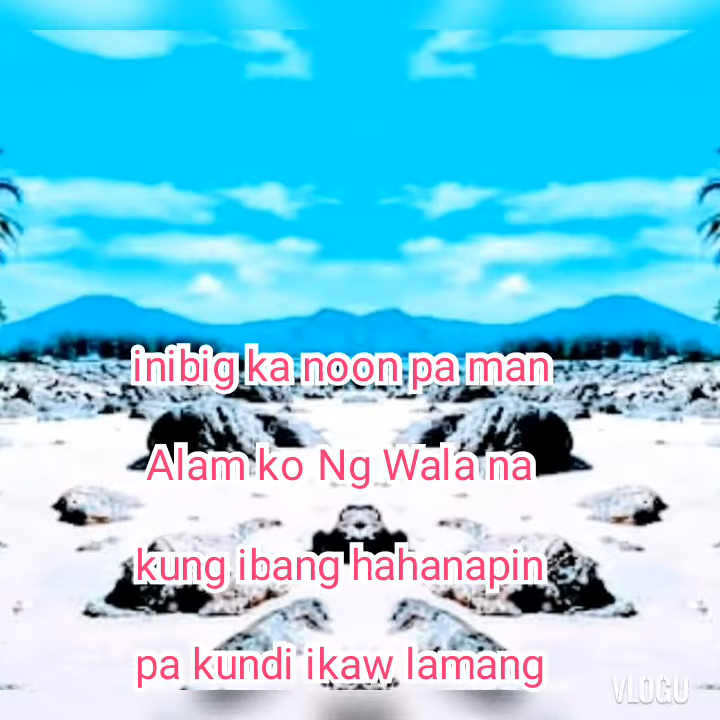 inibig ka noon pa man
Alam ko Ng Wala na
kung ibang hahanapin
pa kundi ikaw lamang
VLOGU